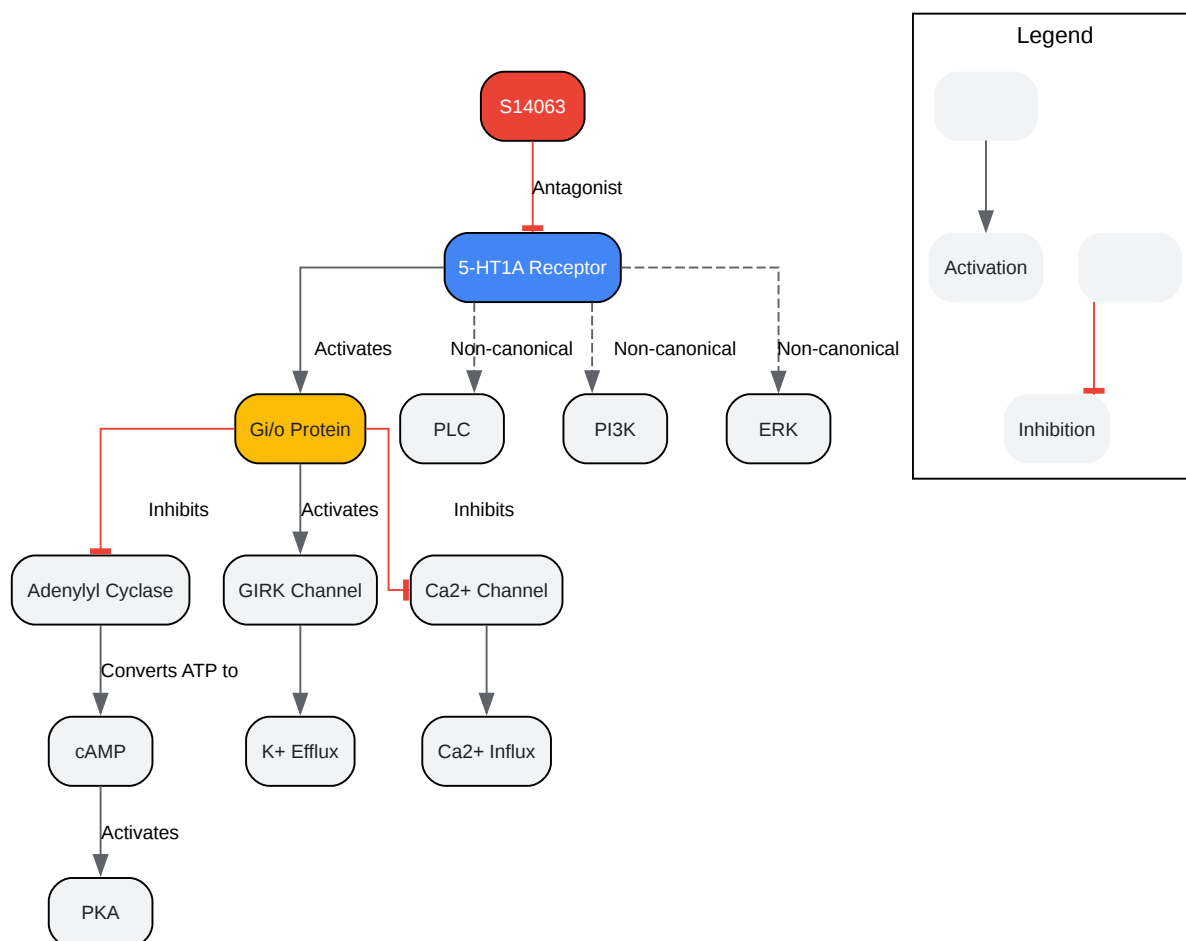 Legend
S14063
Antagonist
5-HT1A Receptor
Activation
Activates
Non-canonical
Non-canonical
Non-canonical
Gi/o Protein
PLC
PI3K
ERK
Inhibition
Inhibits
Activates
Inhibits
Adenylyl Cyclase
GIRK Channel
Ca2+ Channel
Converts ATP to
cAMP
K+ Efflux
Ca2+ Influx
Activates
PKA